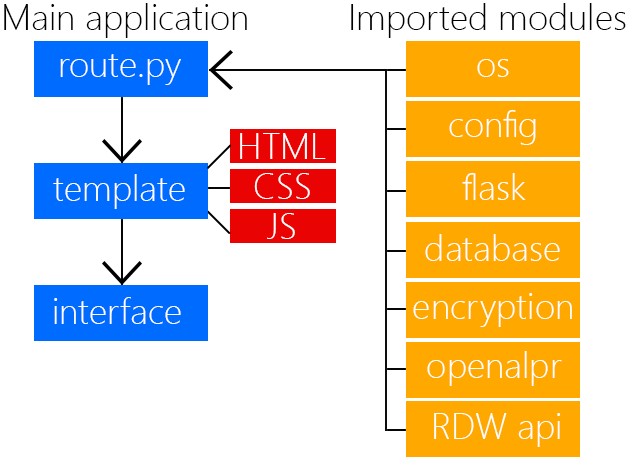 Main application
route.py
template
HTML
CSS
JS
interface
Imported modules
os
config
flask
database
encryption
openalpr
RDW api